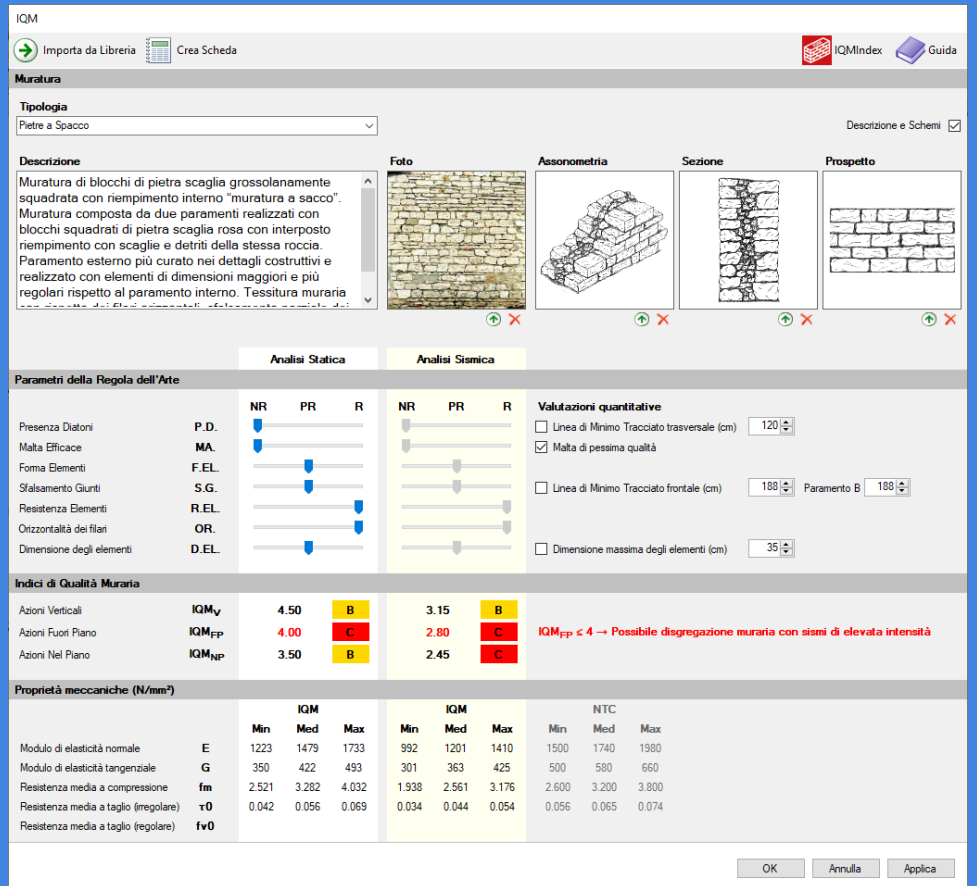 IQM
Importa da Libreria
Crea Scheda
IQMIndex
Guida
Muratura
Tipologia
Pietre a Spacco
Descrizione e Schemi
Descrizione
Foto
Assonometria
Sezione
Prospetto
Muratura di blocchi di pietra scaglia grossolanamente
squadrata con riempimento interno "muratura a sacco".
Muratura composta da due paramenti realizzati con
blocchi squadrati di pietra scaglia rosa con interposto
riempimento con scaglie e detriti della stessa roccia.
Paramento esterno più curato nei dettagli costruttivi e
realizzato con elementi di dimensioni maggiori e più
regolari rispetto al paramento interno. Tessitura muraria
Analisi Statica Analisi Sismica
Parametri della Regola dell'Arte
NR PR R NR PR R Valutazioni quantitative
Presenza Diatoni P.D. Linea di Minimo Tracciato trasversale (cm) 120
Malta Efficace MA. Malta di pessima qualità
Forma Elementi F.EL.
Sfalsamento Giunti S.G. Linea di Minimo Tracciato frontale (cm) 188 Paramento B 188
Resistenza Elementi R.EL.
Orizzontalità dei filari OR.
Dimensione degli elementi D.EL. Dimensione massima degli elementi (cm) 35
Indici di Qualità Muraria
Azioni Verticali IQMV 4.50 B 3.15 B
Azioni Fuori Piano IQMFP 4.00 C 2.80 C IQMFP ≤ 4 → Possibile disgregazione muraria con sismi di elevata intensità
Azioni Nel Piano IQMNP 3.50 B 2.45 C
Proprietà meccaniche (N/mm²)
IQM IQM NTC
Min Med Max Min Med Max Min Med Max
Modulo di elasticità normale E 1223 1479 1733 992 1201 1410 1500 1740 1980
Modulo di elasticità tangenziale G 350 422 493 301 363 425 500 580 660
Resistenza media a compressione fm 2.521 3.282 4.032 1.938 2.561 3.176 2.600 3.200 3.800
Resistenza media a taglio (irregolare) τ0 0.042 0.056 0.069 0.034 0.044 0.054 0.056 0.065 0.074
Resistenza media a taglio (regolare) fv0
OK Annulla Applica